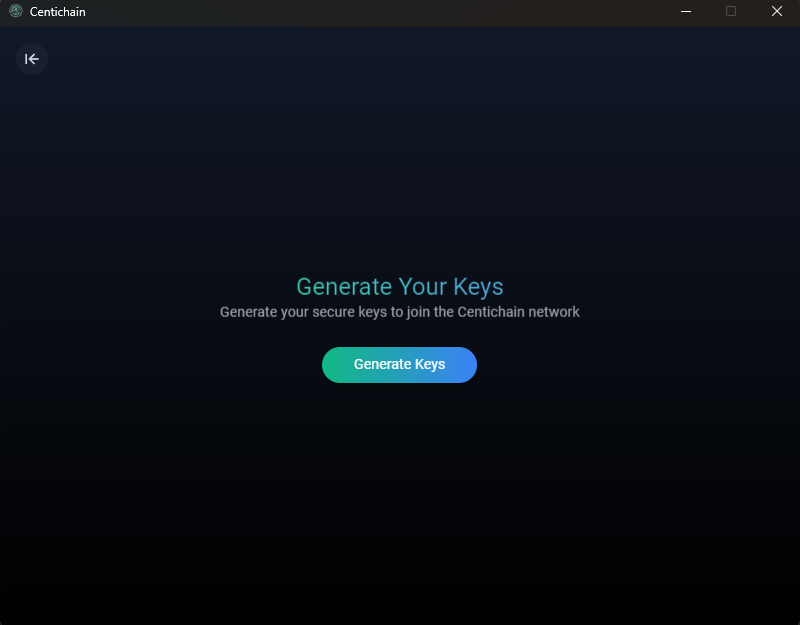 Centichain
Generate Your Keys
Generate your secure keys to join the Centichain network
Generate Keys